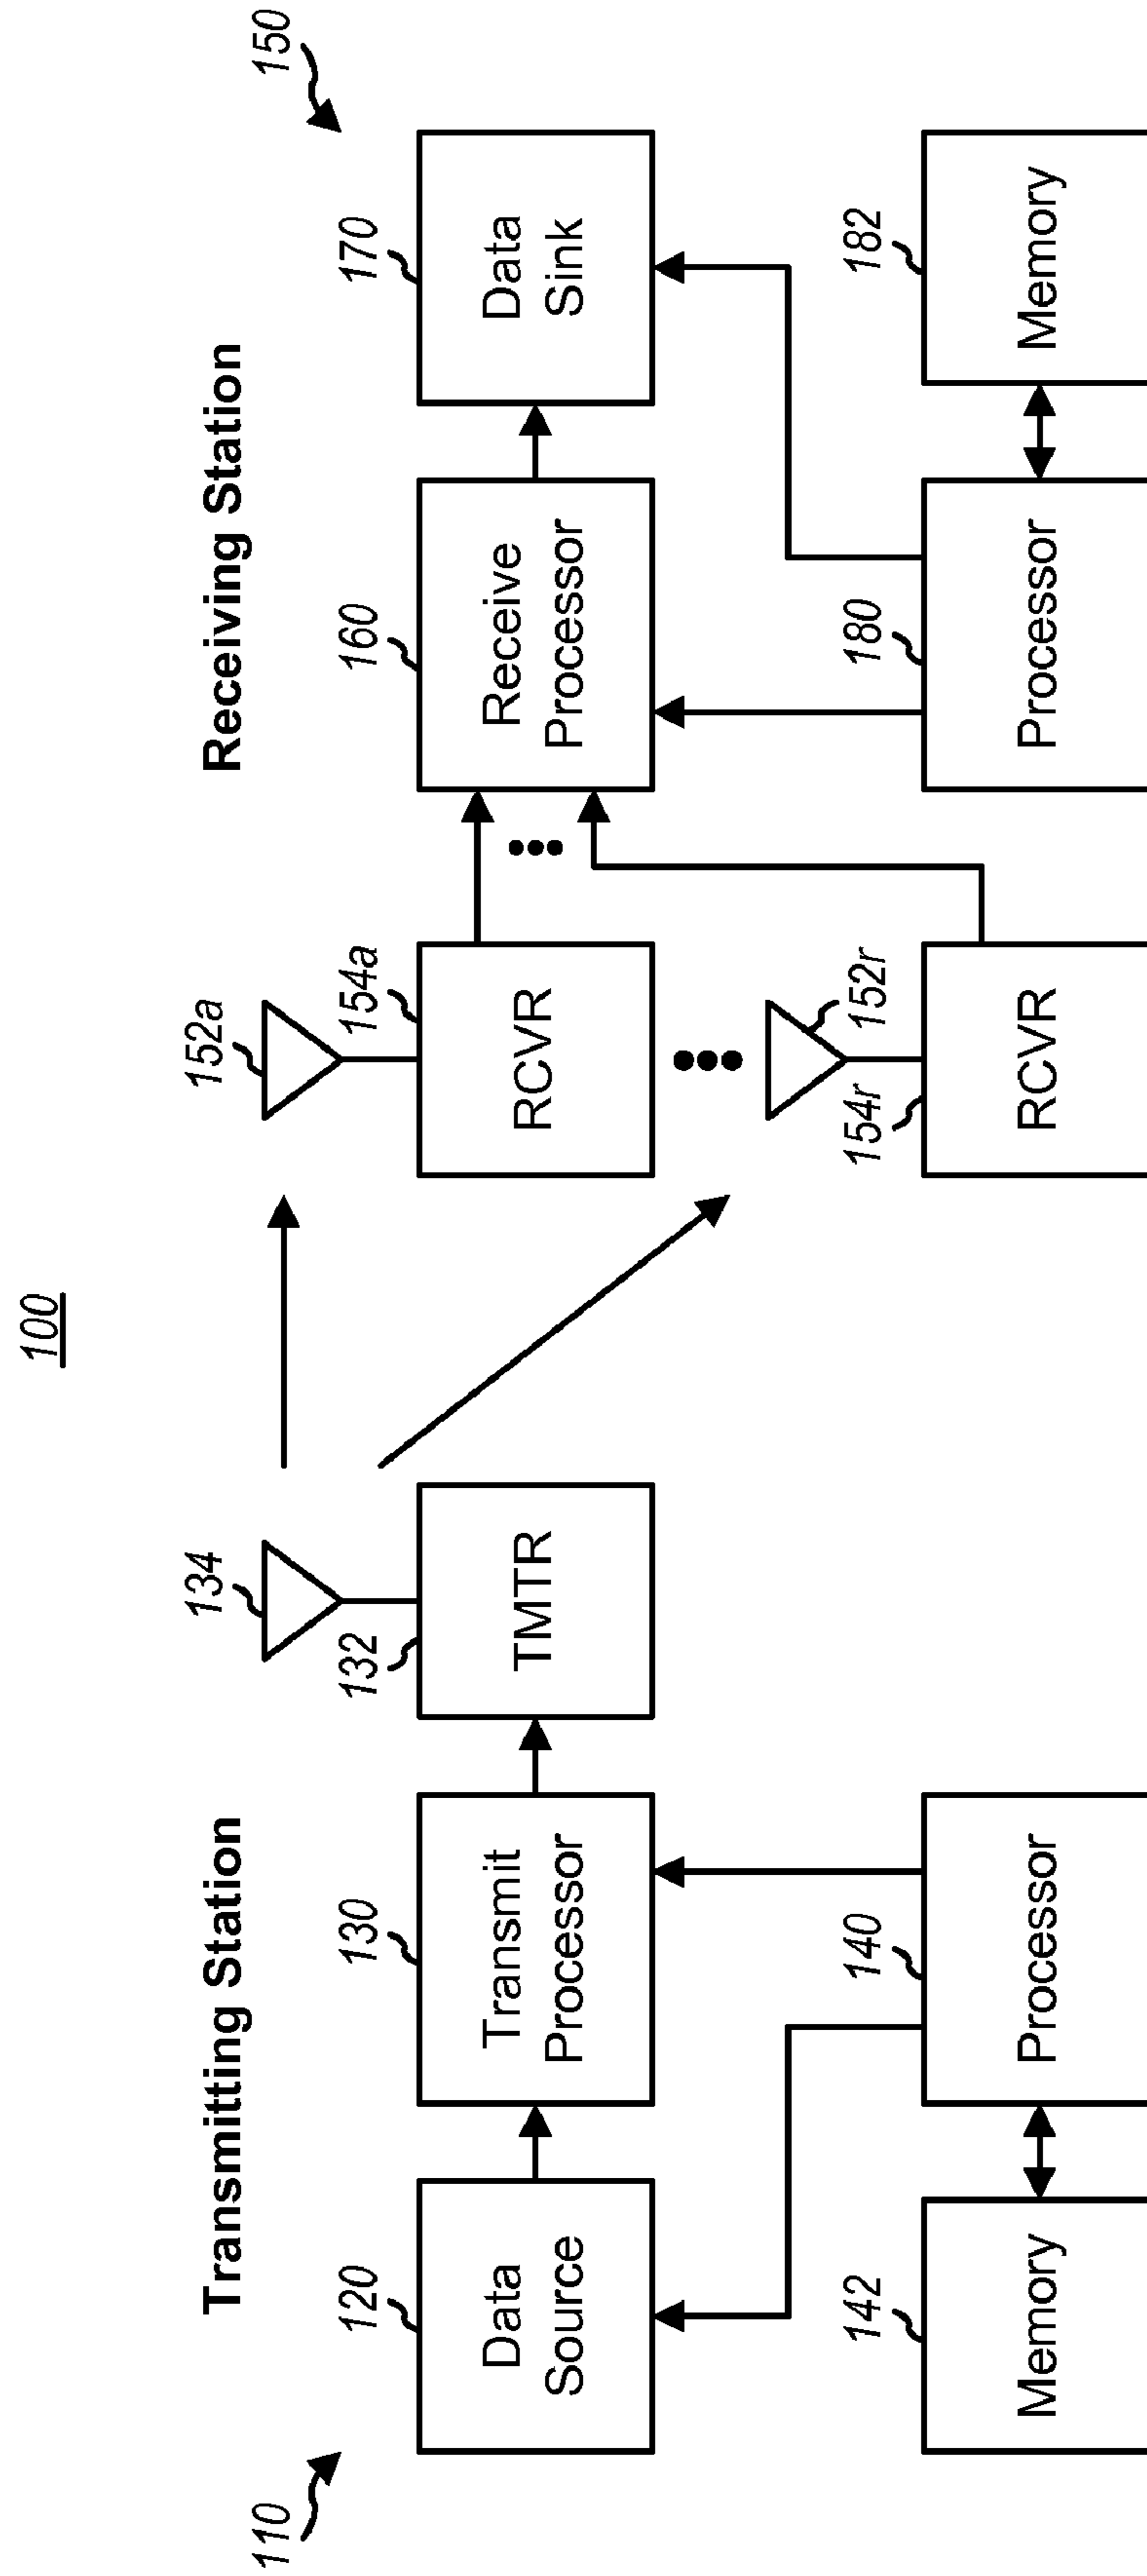 100
Transmitting Station
Receiving Station
110
150
134
152a
120
130
132
154a
160
170
Data
Source
Transmit
Processor
TMTR
RCVR
Receive
Processor
Data
Sink
142
140
154r
152r
180
182
Memory
Processor
RCVR
Processor
Memory